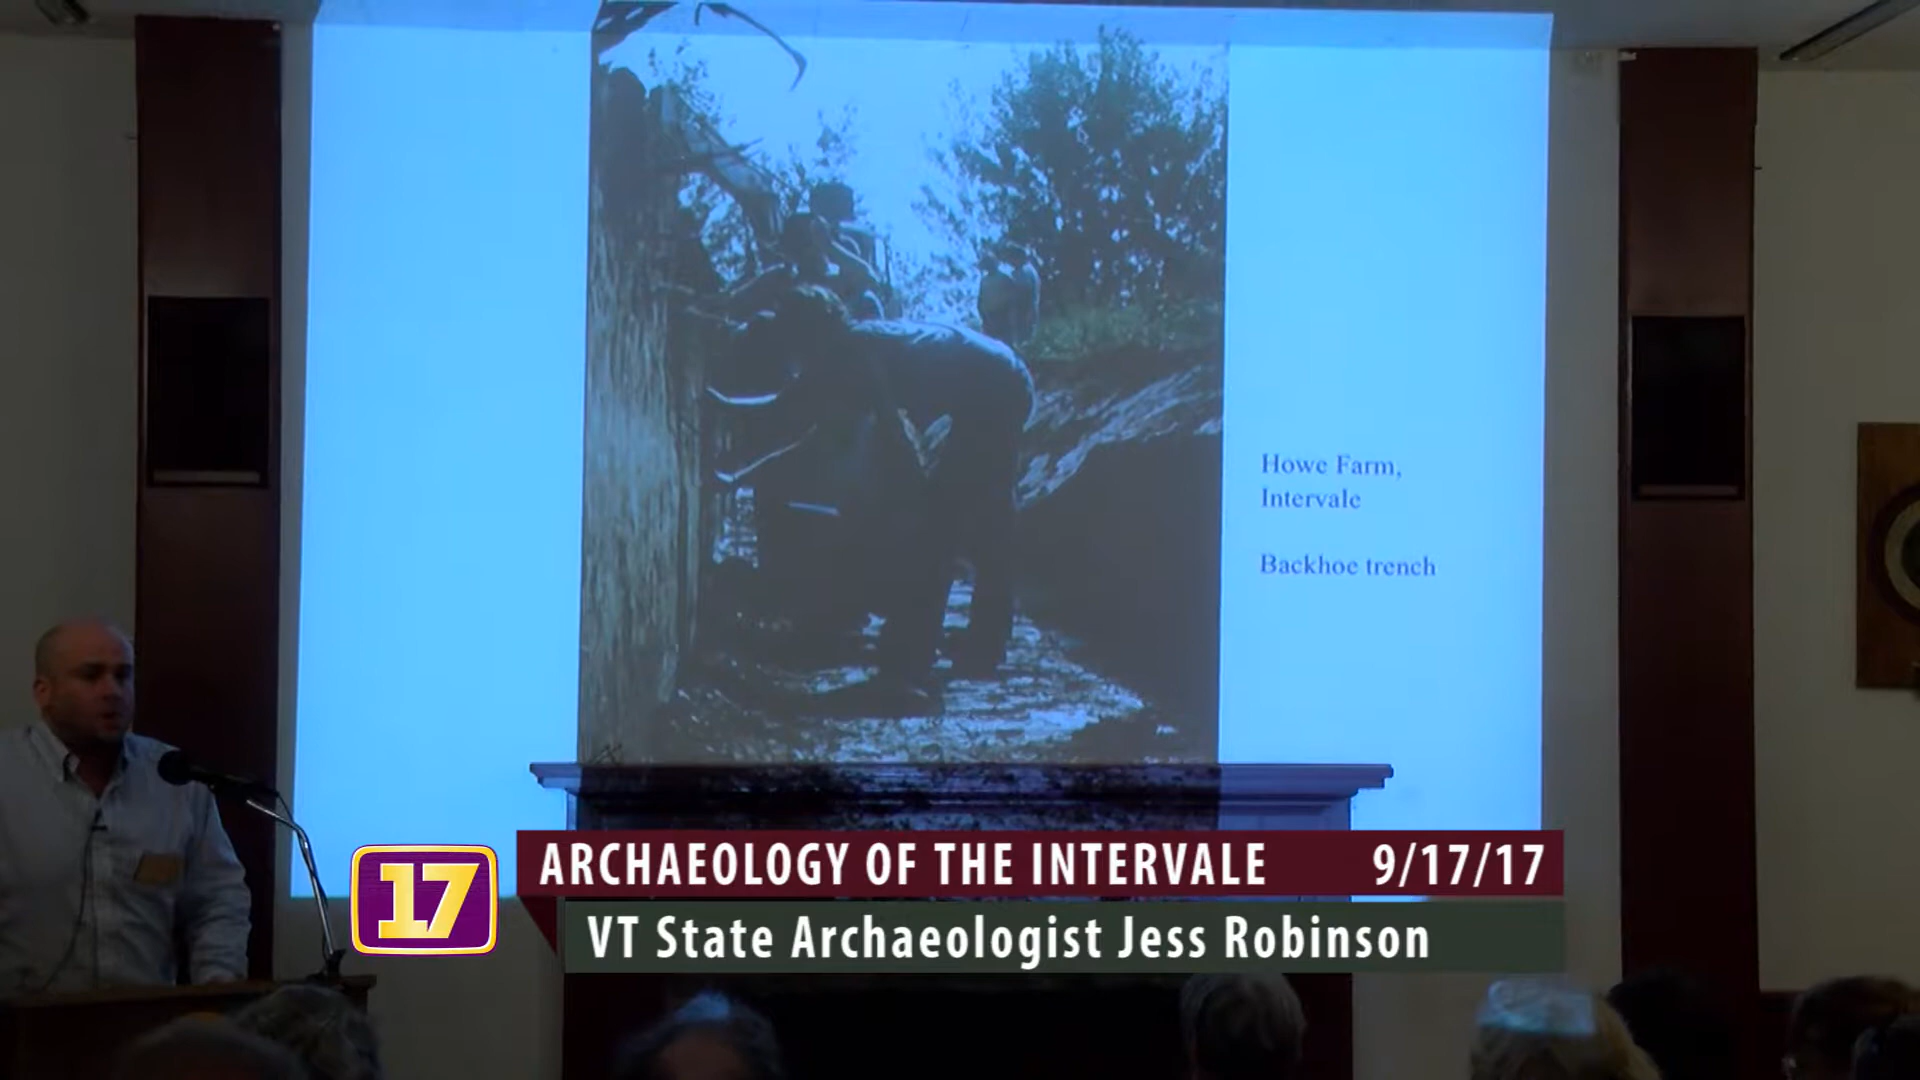 Howe Farm,
Intervale
Backhoe trench
17
ARCHAEOLOGY OF THE INTERVALE 9/17/17
VT State Archaeologist Jess Robinson